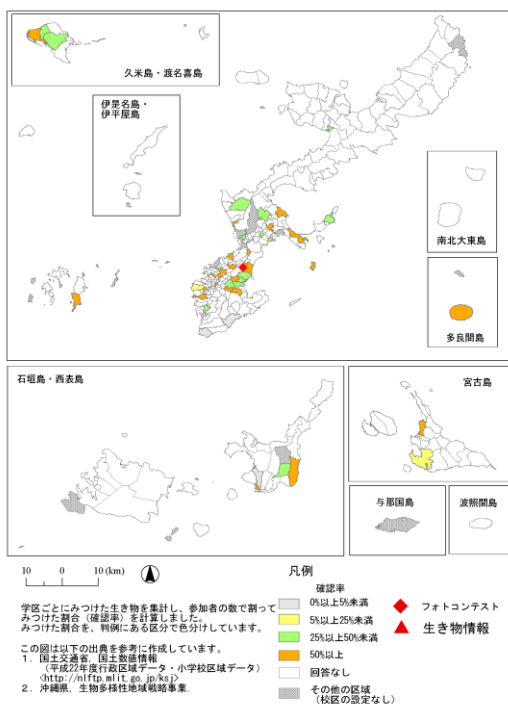 久米島・渡名喜島
伊是名島・
伊平屋島
南北大東島
多良間島
石垣島・西表島
宮古島
与那国島
波照間島
10 0 10(km)
凡例
確認率
0%以上5%未満
5%以上25%未満
25%以上50%未満
50%以上
回答なし
その他の区域
(校区の設定なし)
フォトコンテスト
生き物情報
学区ごとにみつけた生き物を集計し、参加者の数で割って
みつけた割合(確認率)を計算しました。
みつけた割合を、判例にある区分で色分けしています。
この図は以下の出典を参考に作成しています。
1. 国土交通省, 国土数値情報
(平成22年度行政区域データ・小学校区域データ)
<http://nlftp.mlit.go.jp/ksj>
2. 沖縄県, 生物多様性地域戦略事業.